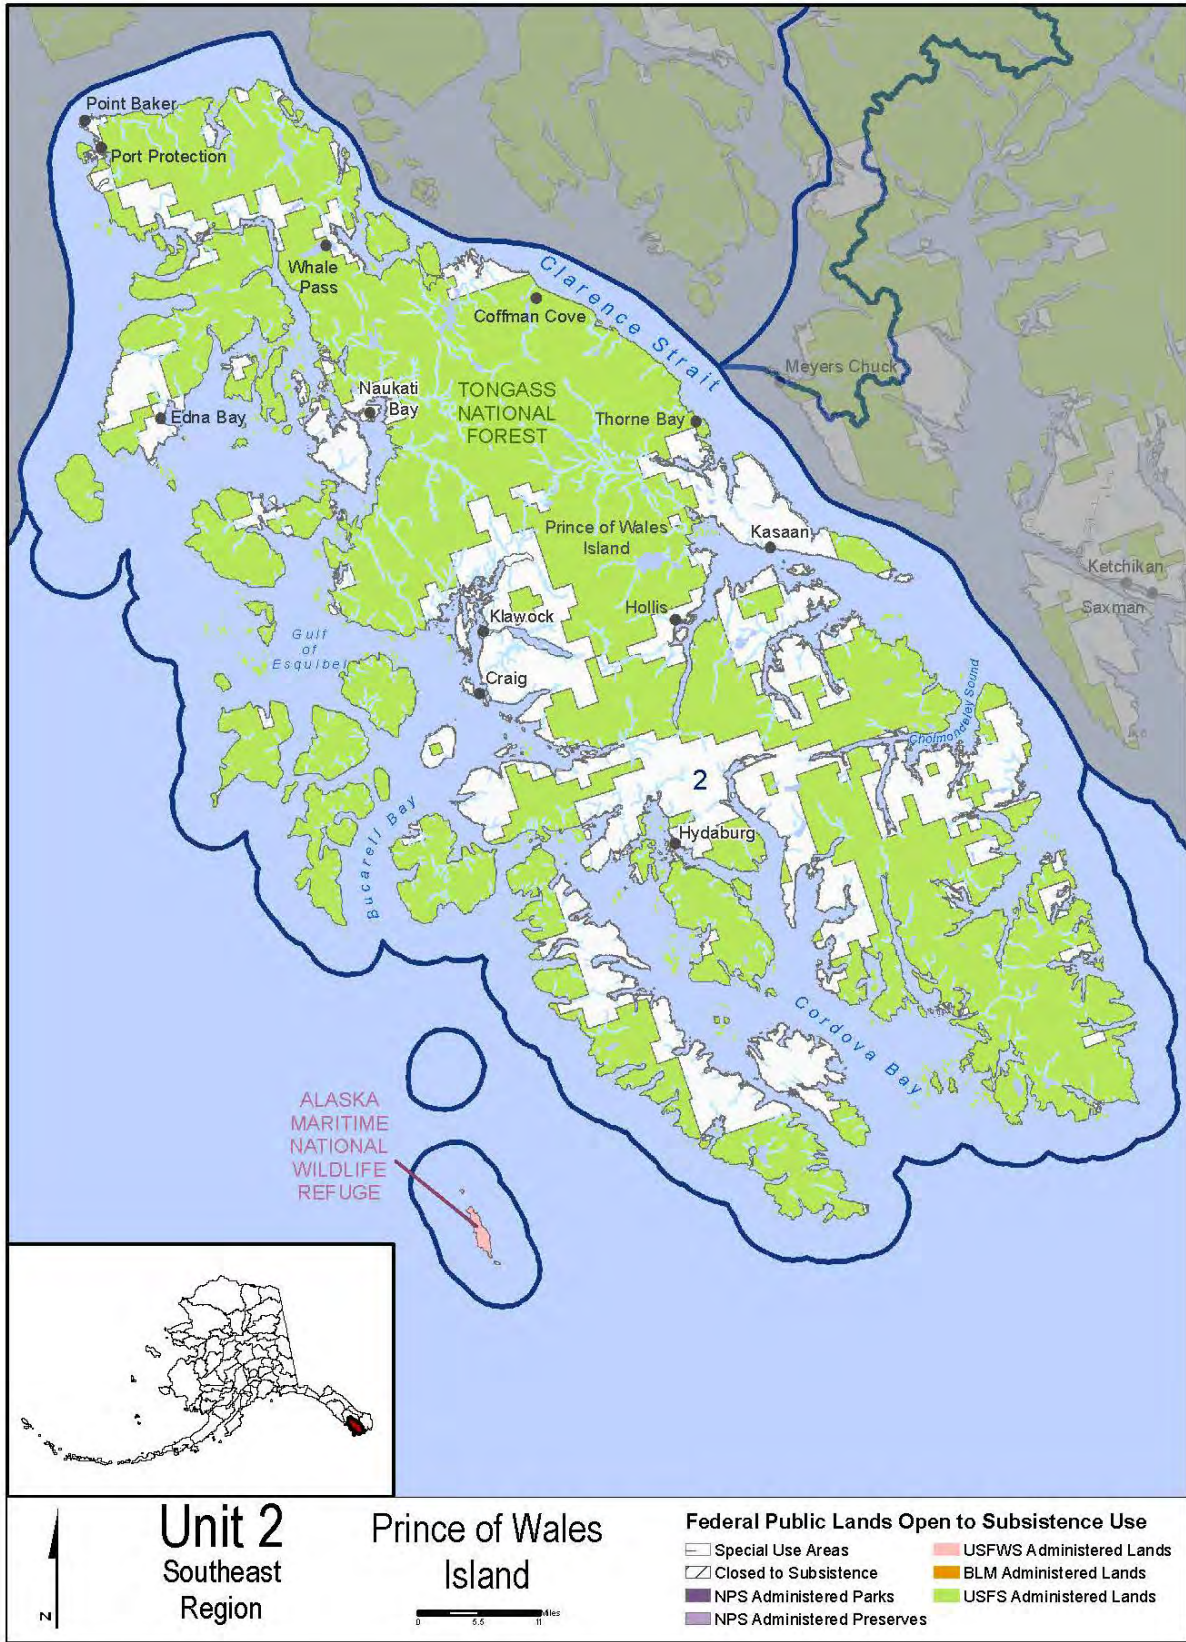 Point Baker
Port Protection
Whale
Pass
Clarence Strait
Coffman Cove
Meyers Chuck
Naukati
Bay
TONGASS
NATIONAL
FOREST
Edna Bay
Thorne Bay
Prince of Wales
Island
Kasaan
Ketchikan
Saxman
Hollis
Klawock
Gulf
of
Esquibel
Craig
Cholmondeley Sound
2
Bucareli Bay
Hydaburg
Cordova Bay
ALASKA
MARITIME
NATIONAL
WILDLIFE
REFUGE
N
Unit 2
Southeast
Region
Prince of Wales
Island
0 5.5 11 Miles
Federal Public Lands Open to Subsistence Use
Special Use Areas
Closed to Subsistence
NPS Administered Parks
NPS Administered Preserves
USFWS Administered Lands
BLM Administered Lands
USFS Administered Lands